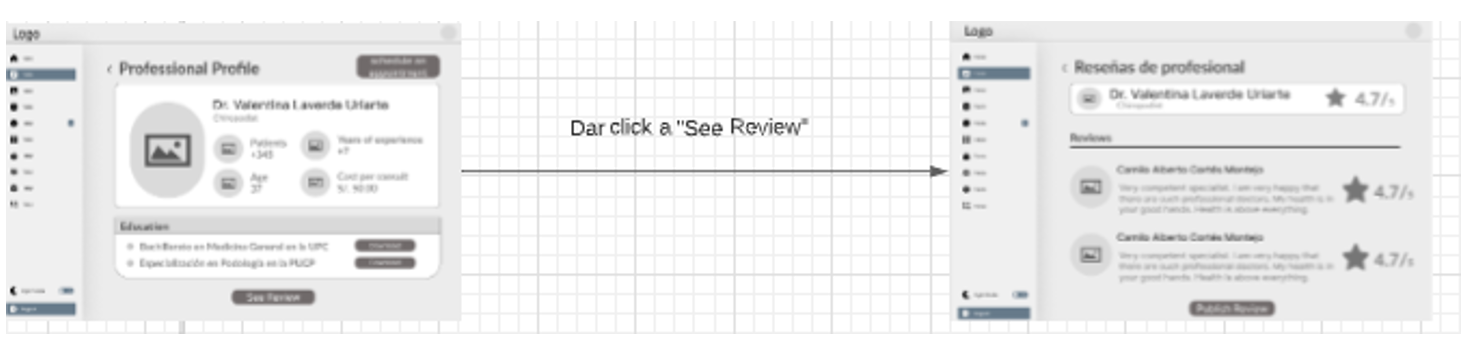 Logo
Professional Profile
schedule an
appointment
Dr. Valentina Laverde Uriarte
Chiropodist
Patients
+345
Years of experience
+7
Age
37
Cost per consult
S/. 90.00
Education
Bachillerato en Medicina General en la UPC
Especialización en Podología en la PUCP
See Review
Dar click a "See Review"
Logo
Reseñas de profesional
Dr. Valentina Laverde Uriarte
Chiropodist
4.7/5
Reviews
Camilo Alberto Cortés Montejo
Very competent specialist. I am very happy that
there are such professional doctors. My health is in
your good hands. Health is above everything.
4.7/5
Camilo Alberto Cortés Montejo
Very competent specialist. I am very happy that
there are such professional doctors. My health is in
your good hands. Health is above everything.
4.7/5
Publish Review